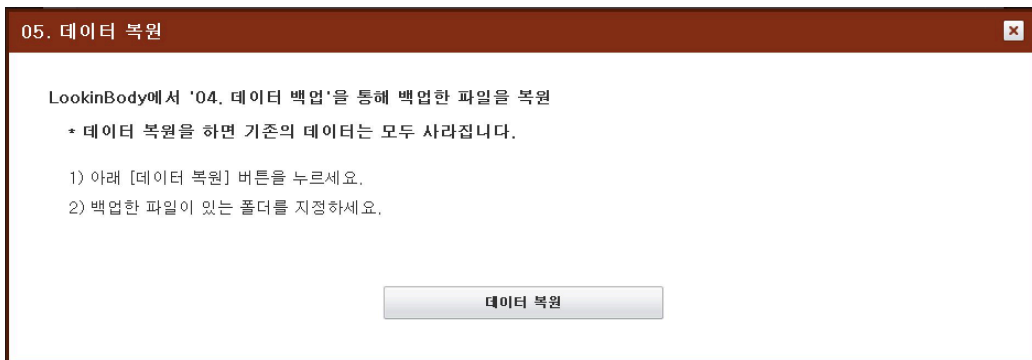 05. 데이터 복원
LookinBody에서 '04. 데이터 백업'을 통해 백업한 파일을 복원
* 데이터 복원을 하면 기존의 데이터는 모두 사라집니다.
1) 아래 [데이터 복원] 버튼을 누르세요.
2) 백업한 파일이 있는 폴더를 지정하세요.
데이터 복원